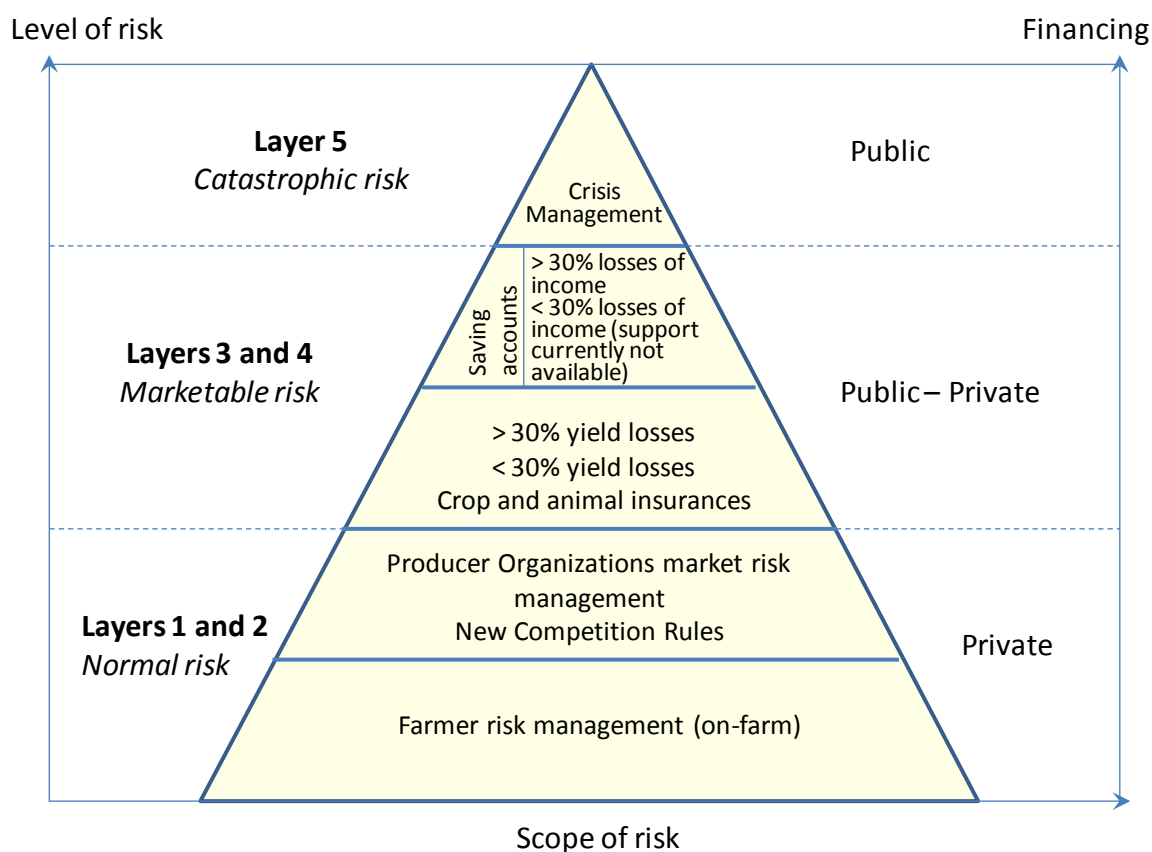 Level of risk
Financing
Layer 5
Catastrophic risk
Public
Crisis
Management
Saving
accounts
> 30% losses of
income
< 30% losses of
income (support
currently not
available)
Layers 3 and 4
Marketable risk
Public – Private
> 30% yield losses
< 30% yield losses
Crop and animal insurances
Producer Organizations market risk
management
New Competition Rules
Layers 1 and 2
Normal risk
Private
Farmer risk management (on-farm)
Scope of risk